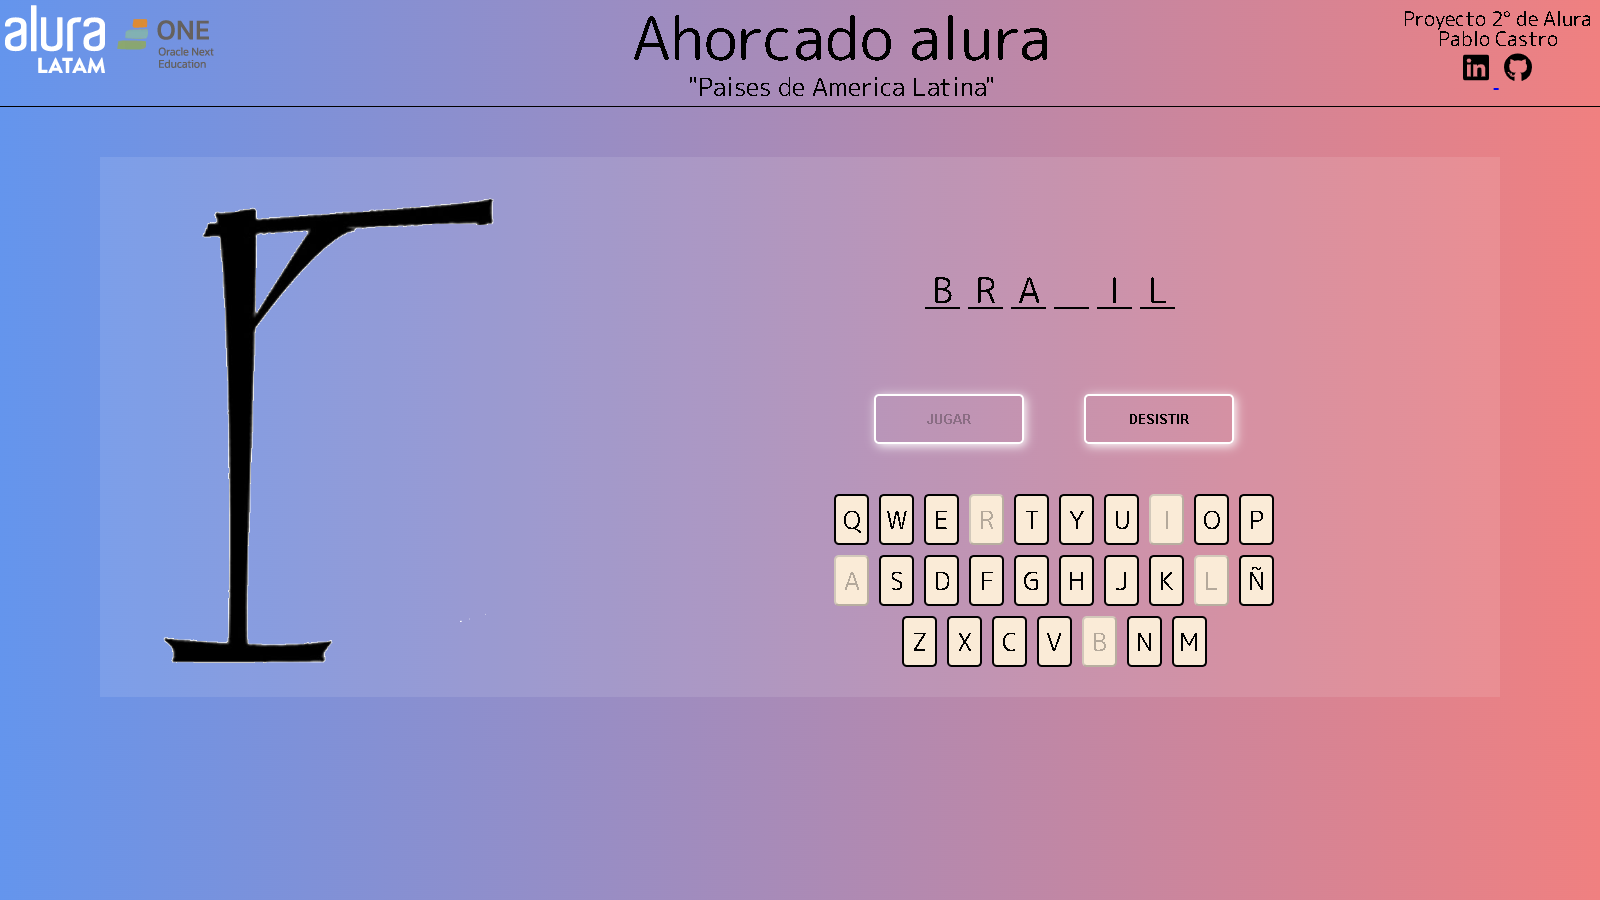 alura
LATAM
ONE
Oracle Next
Education
Ahorcado alura
"Paises de America Latina"
Proyecto 2° de Alura
Pablo Castro
in
B R A _ I L
JUGAR DESISTIR
Q W E R T Y U I O P
A S D F G H J K L Ñ
Z X C V B N M